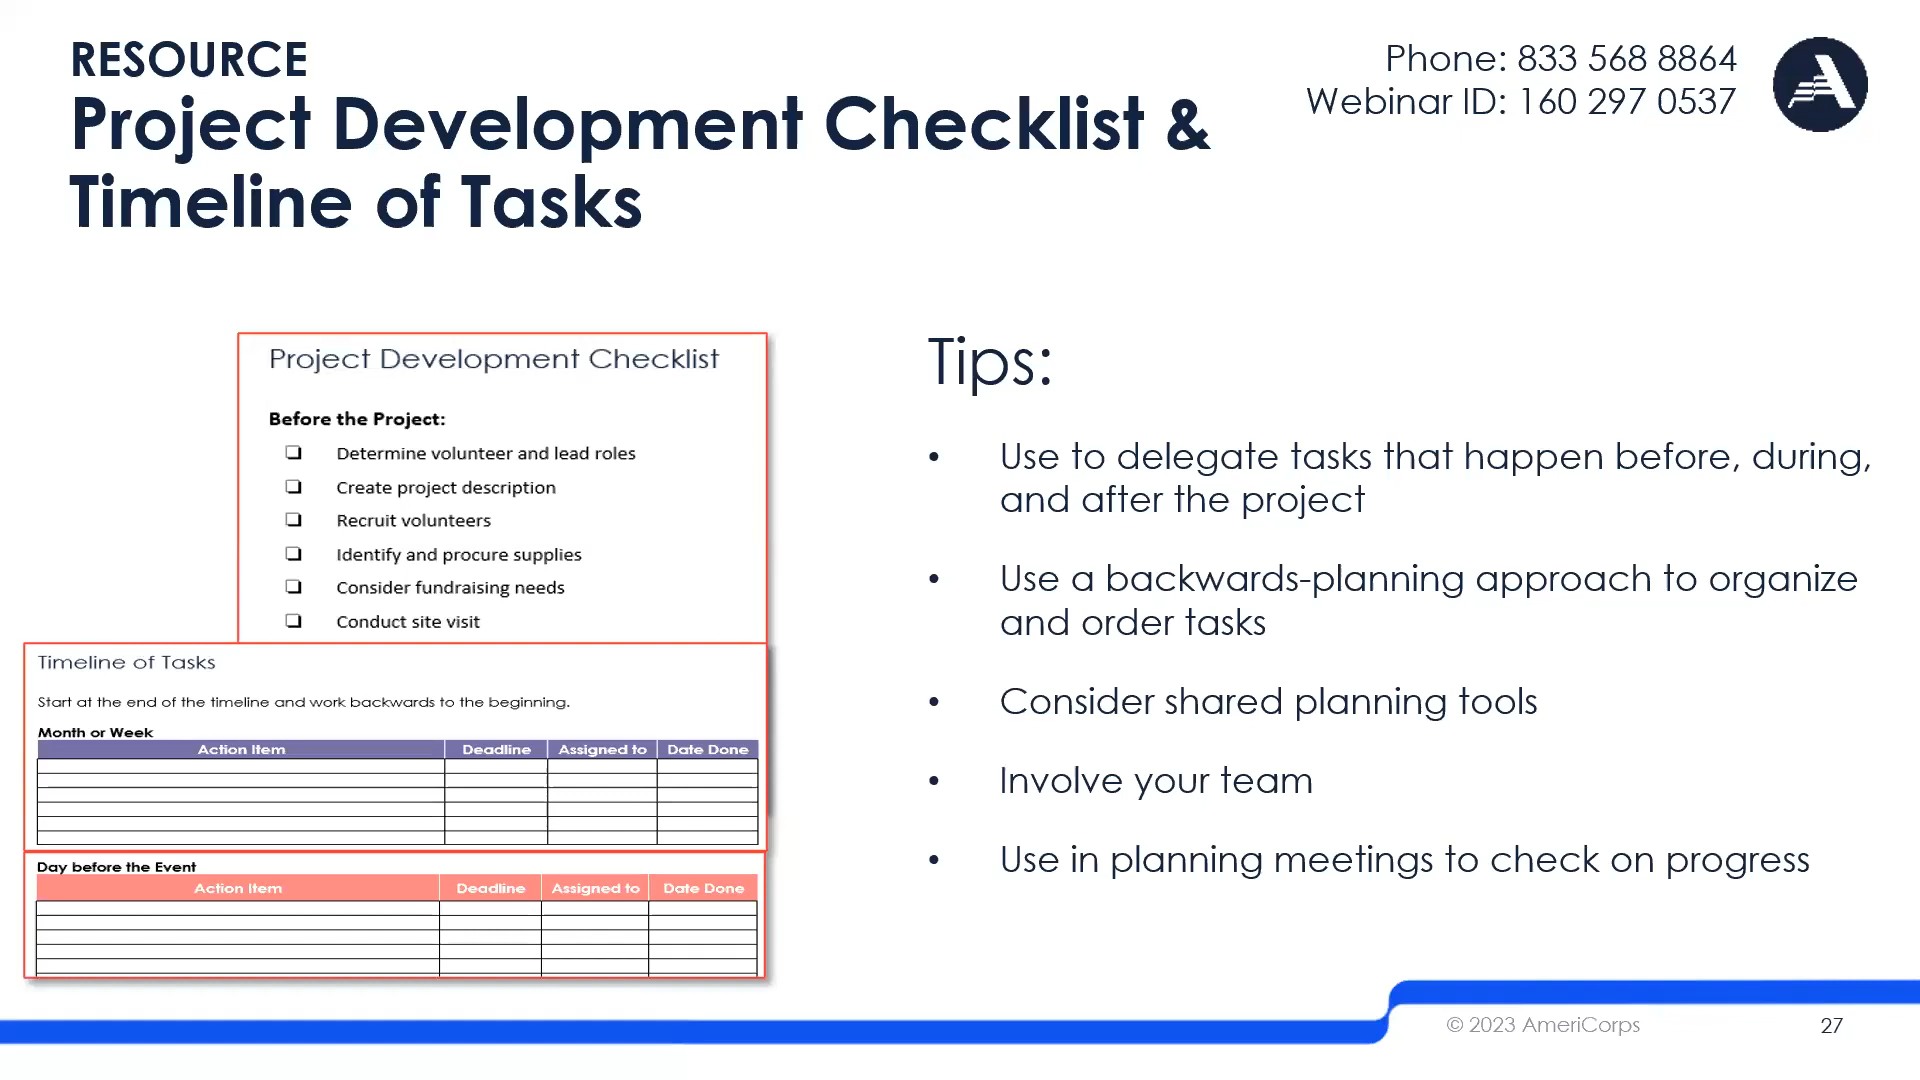 RESOURCE
Project Development Checklist &
Timeline of Tasks
Phone: 833 568 8864
Webinar ID: 160 297 0537
Project Development Checklist
Before the Project:
Determine volunteer and lead roles
Create project description
Recruit volunteers
Identify and procure supplies
Consider fundraising needs
Conduct site visit
Timeline of Tasks
Start at the end of the timeline and work backwards to the beginning.
Month or Week
Action Item Deadline Assigned to Date Done
Day before the Event
Action Item Deadline Assigned to Date Done
Tips:
• Use to delegate tasks that happen before, during,
and after the project
• Use a backwards-planning approach to organize
and order tasks
• Consider shared planning tools
• Involve your team
• Use in planning meetings to check on progress
© 2023 AmeriCorps
27